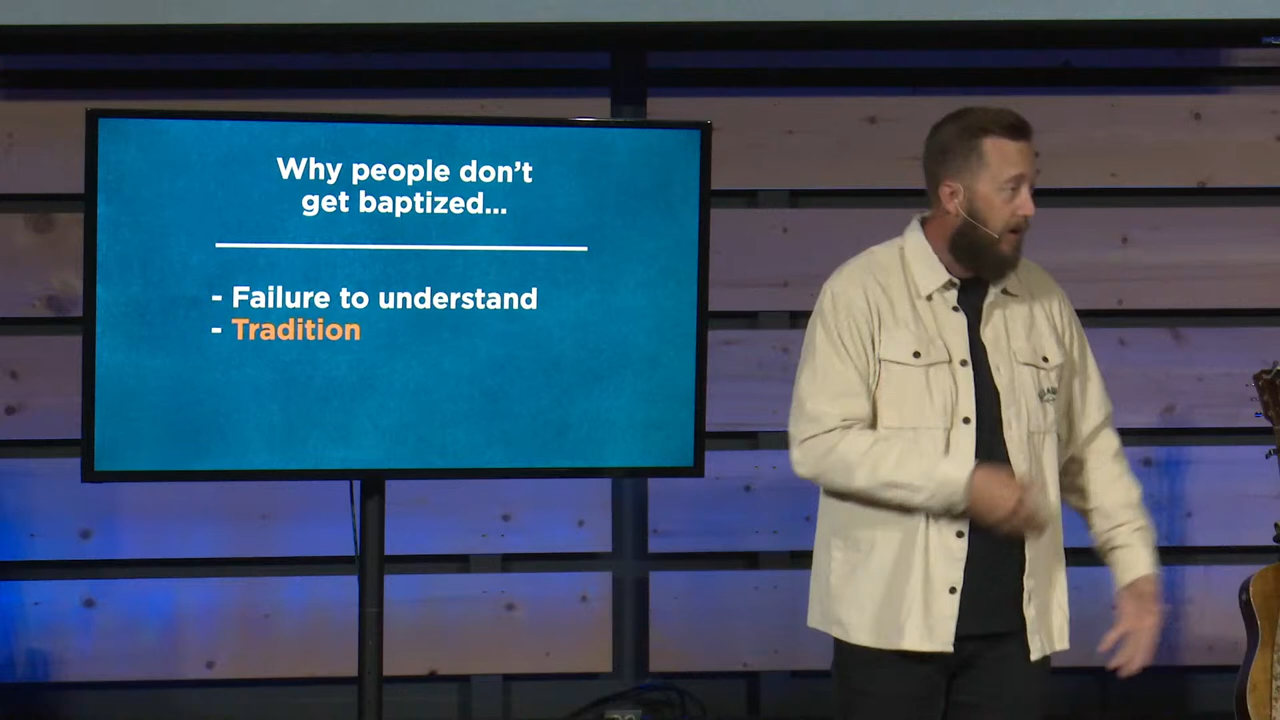 Why people don't
get baptized...
- Failure to understand
- Tradition